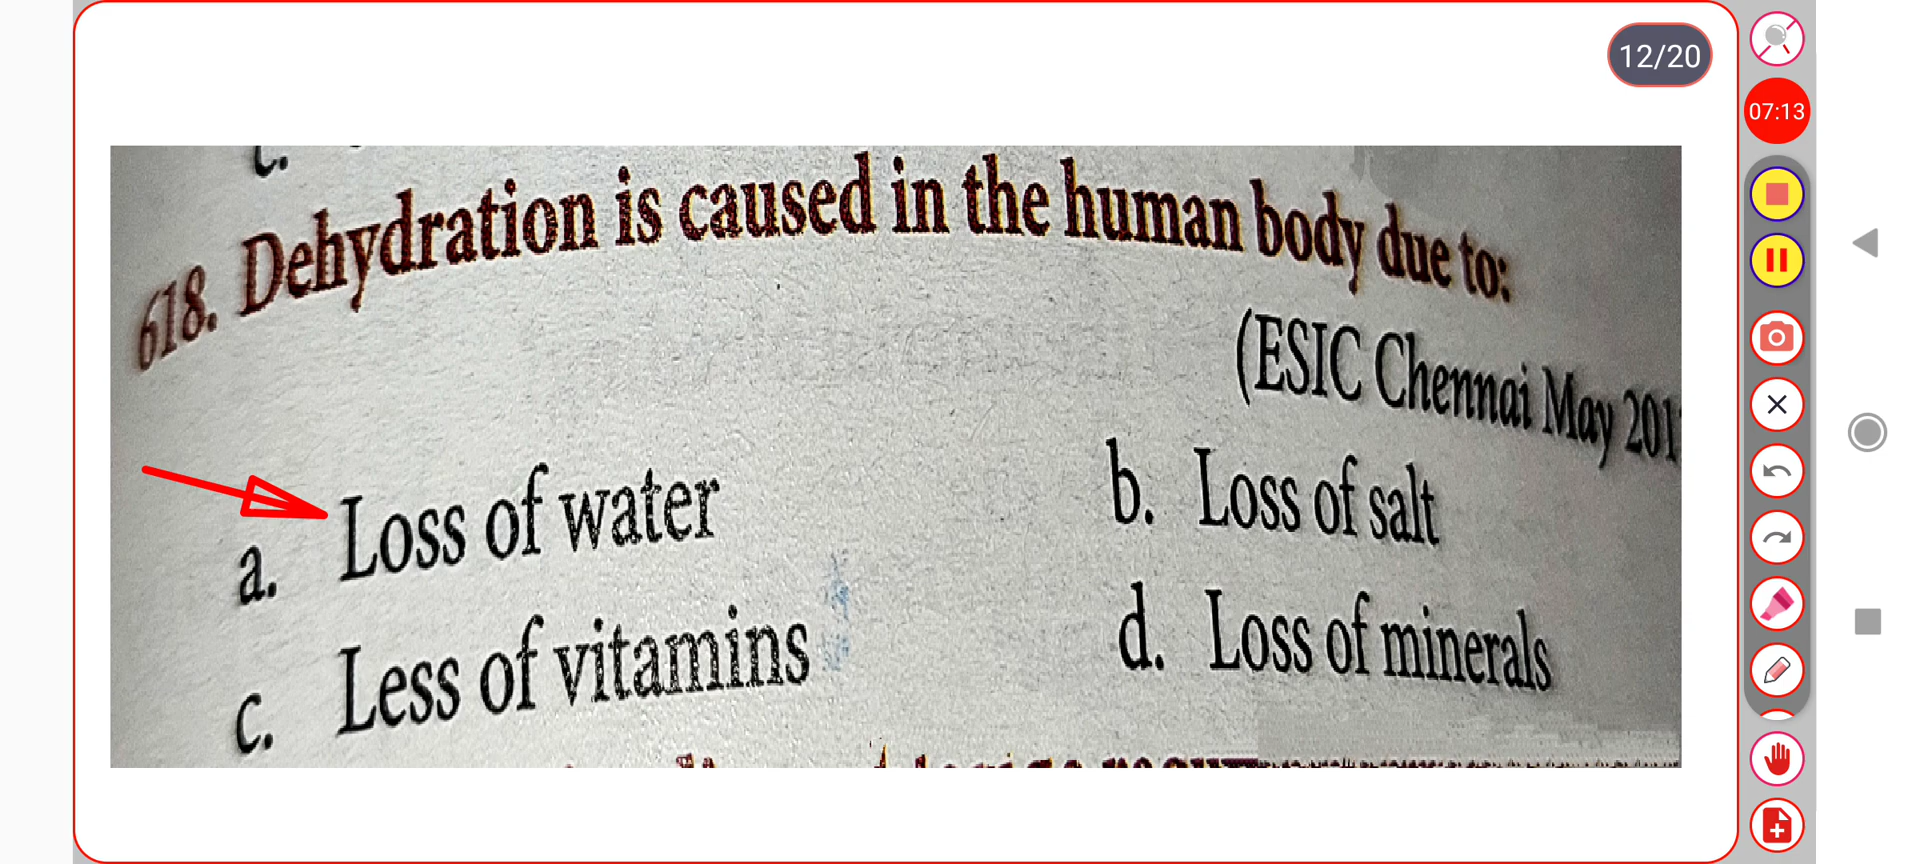 12/20
07:13
618. Dehydration is caused in the human body due to:
(ESIC Chennai May 201
a. Loss of water
b. Loss of salt
c. Less of vitamins
d. Loss of minerals